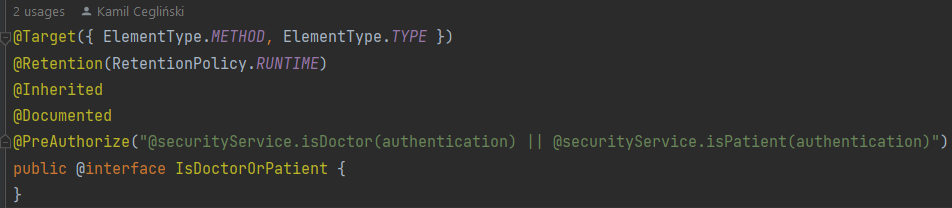 2 usages Kamil Cegliński
@Target({ ElementType.METHOD, ElementType.TYPE })
@Retention(RetentionPolicy.RUNTIME)
@Inherited
@Documented
@PreAuthorize("@securityService.isDoctor(authentication) || @securityService.isPatient(authentication)")
public @interface IsDoctorOrPatient {
}